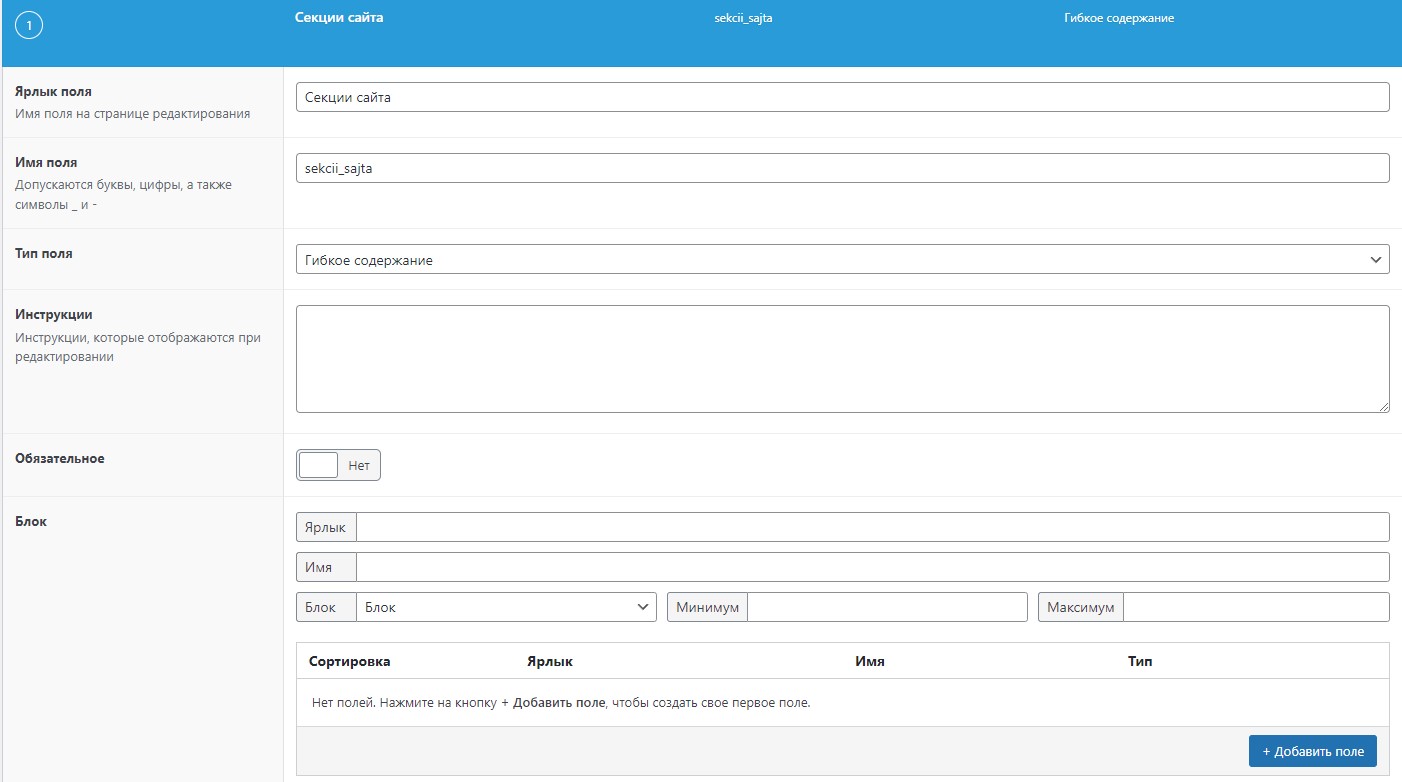 1 Секции сайта sekcii_sajta Гибкое содержание
Ярлык поля
Имя поля на странице редактирования
Секции сайта
Имя поля
Допускаются буквы, цифры, а также
символы _ и -
sekcii_sajta
Тип поля
Гибкое содержание
Инструкции
Инструкции, которые отображаются при
редактировании
Обязательное
Нет
Блок
Ярлык
Имя
Блок Блок Минимум Максимум
Сортировка Ярлык Имя Тип
Нет полей. Нажмите на кнопку + Добавить поле, чтобы создать свое первое поле.
+ Добавить поле